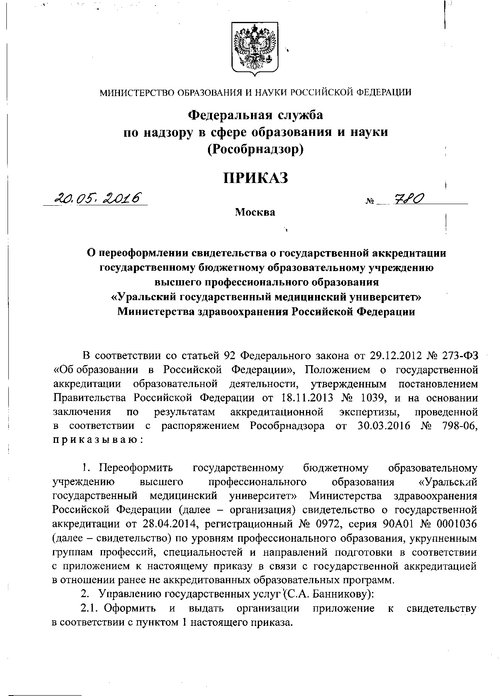 МИНИСТЕРСТВО ОБРАЗОВАНИЯ И НАУКИ РОССИЙСКОЙ ФЕДЕРАЦИИ
Федеральная служба
по надзору в сфере образования и науки
(Рособрнадзор)
ПРИКАЗ
20.05.2016 № 780
Москва
О переоформлении свидетельства о государственной аккредитации
государственному бюджетному образовательному учреждению
высшего профессионального образования
«Уральский государственный медицинский университет»
Министерства здравоохранения Российской Федерации
В соответствии со статьей 92 Федерального закона от 29.12.2012 № 273-ФЗ
«Об образовании в Российской Федерации», Положением о государственной
аккредитации образовательной деятельности, утвержденным постановлением
Правительства Российской Федерации от 18.11.2013 № 1039, и на основании
заключения по результатам аккредитационной экспертизы, проведенной
в соответствии с распоряжением Рособрнадзора от 30.03.2016 № 798-06,
приказываю:
1. Переоформить государственному бюджетному образовательному
учреждению высшего профессионального образования «Уральский
государственный медицинский университет» Министерства здравоохранения
Российской Федерации (далее – организация) свидетельство о государственной
аккредитации от 28.04.2014, регистрационный № 0972, серия 90А01 № 0001036
(далее – свидетельство) по уровням профессионального образования, укрупненным
группам профессий, специальностей и направлений подготовки в соответствии
с приложением к настоящему приказу в связи с государственной аккредитацией
в отношении ранее не аккредитованных образовательных программ.
2. Управлению государственных услуг (С.А. Банникову):
2.1. Оформить и выдать организации приложение к свидетельству
в соответствии с пунктом 1 настоящего приказа.